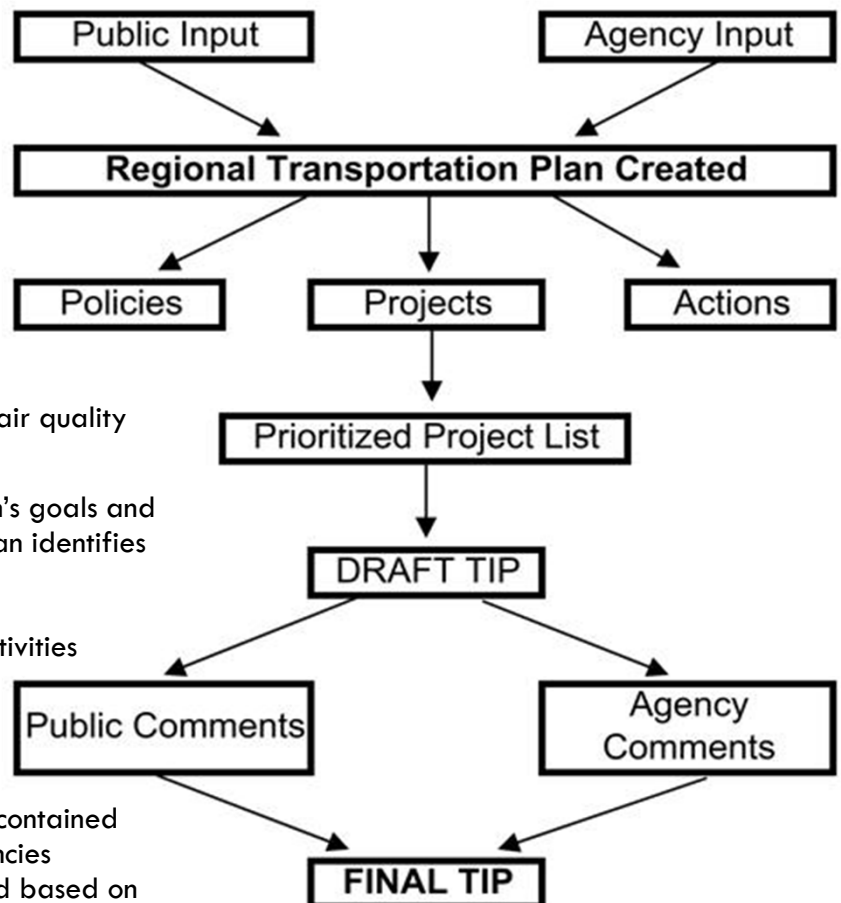 Public Input
Agency Input
Regional Transportation Plan Created
Policies
Projects
Actions
air quality
Prioritized Project List
's goals and
an identifies
DRAFT TIP
tivities
Public Comments
Agency
Comments
contained
ncies
d based on
FINAL TIP